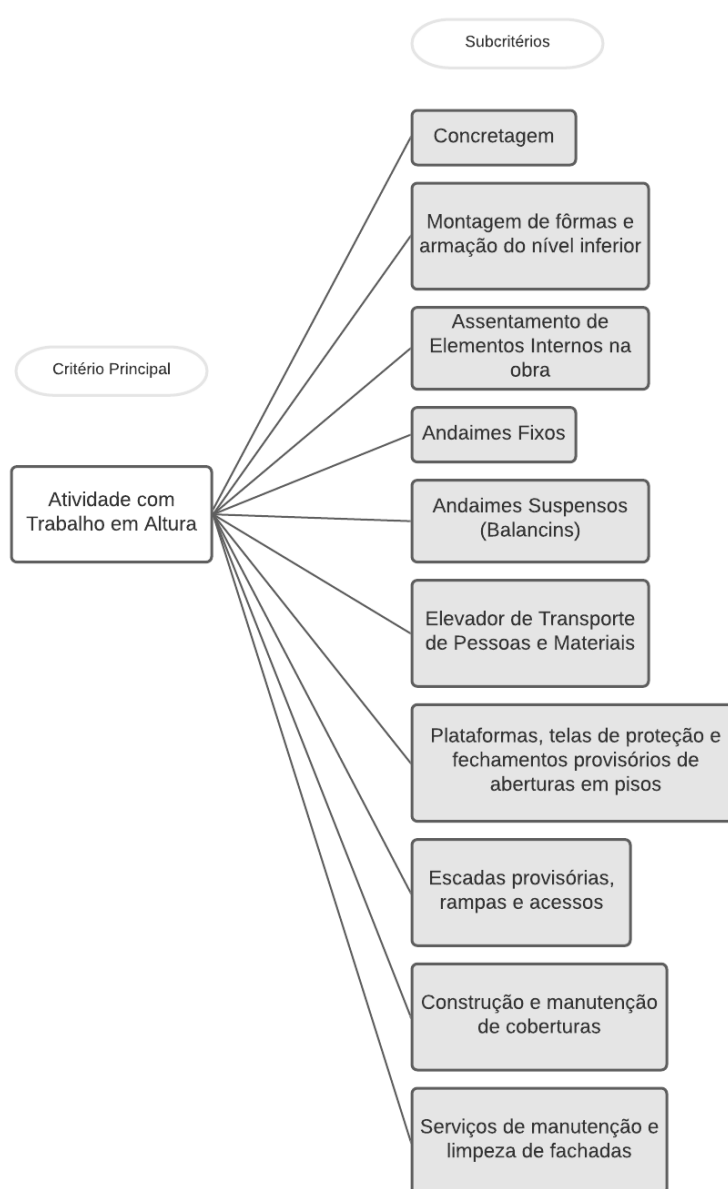 Subcritérios
Concretagem
Montagem de fôrmas e
armação do nível inferior
Assentamento de
Elementos Internos na
obra
Critério Principal
Andaimes Fixos
Atividade com
Trabalho em Altura
Andaimes Suspensos
(Balancins)
Elevador de Transporte
de Pessoas e Materiais
Plataformas, telas de proteção e
fechamentos provisórios de
aberturas em pisos
Escadas provisórias,
rampas e acessos
Construção e manutenção
de coberturas
Serviços de manutenção e
limpeza de fachadas